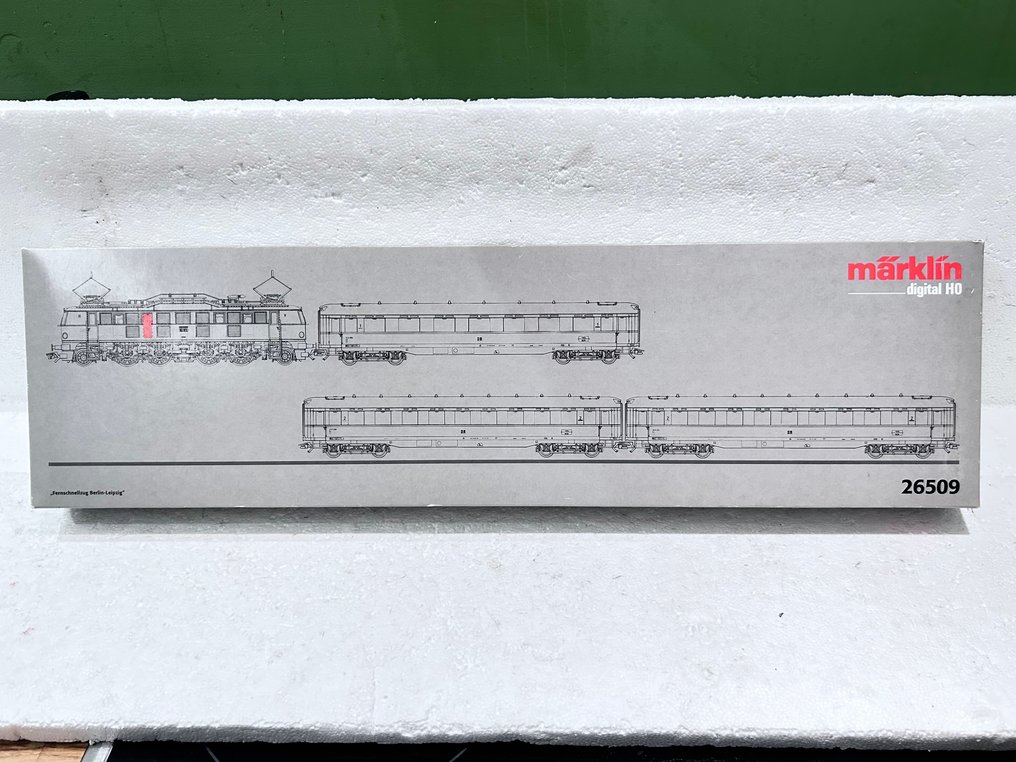 märklin
digital H0
„Fernschnellzug Berlin-Leipzig"
26509